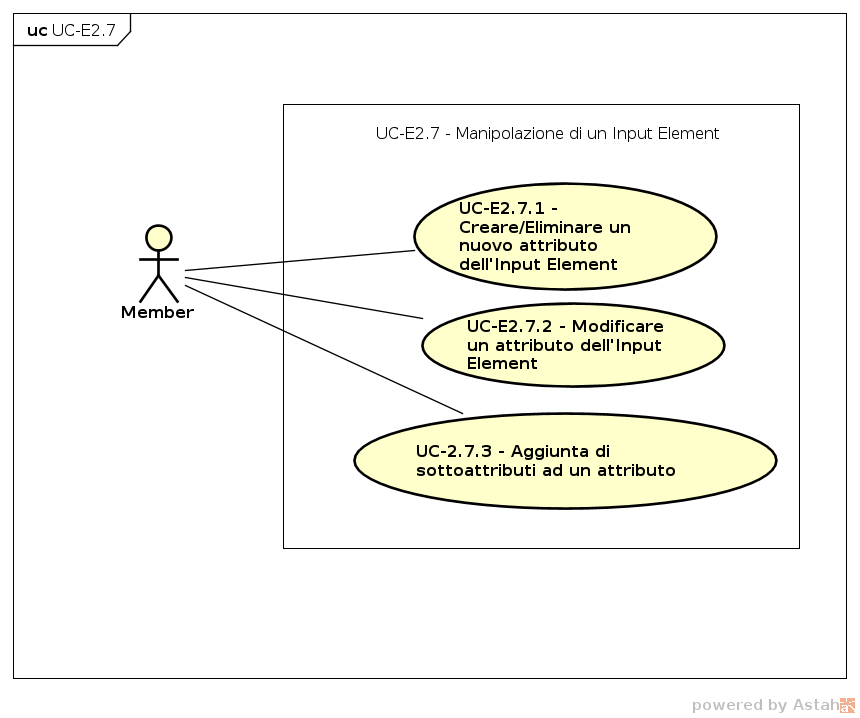 uc UC-E2.7
UC-E2.7 - Manipolazione di un Input Element
UC-E2.7.1 -
Creare/Eliminare un
nuovo attributo
dell'Input Element
Member
UC-E2.7.2 - Modificare
un attributo dell'Input
Element
UC-2.7.3 - Aggiunta di
sottoattributi ad un attributo
powered by Astah